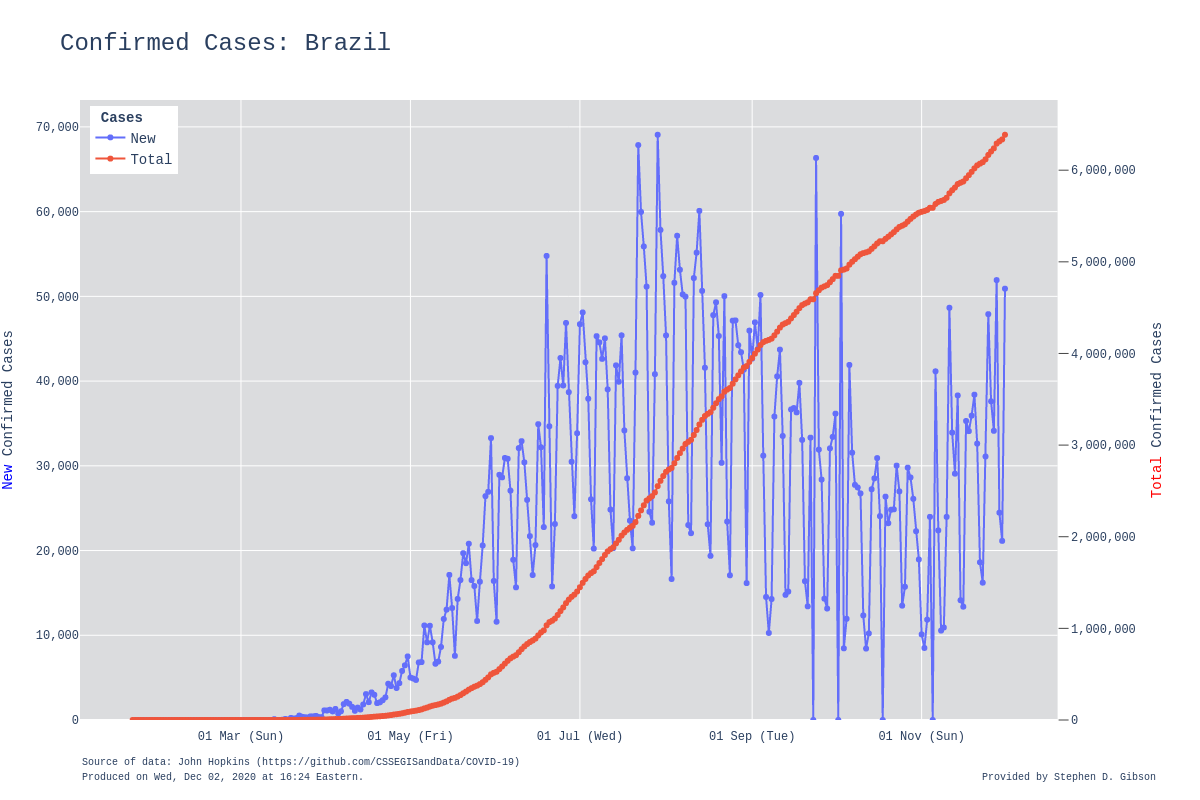 Confirmed Cases: Brazil
Cases
New
Total
70,000
60,000
50,000
40,000
30,000
20,000
10,000
0
New Confirmed Cases
6,000,000
5,000,000
4,000,000
3,000,000
2,000,000
1,000,000
0
Total Confirmed Cases
01 Mar (Sun)
01 May (Fri)
01 Jul (Wed)
01 Sep (Tue)
01 Nov (Sun)
Source of data: John Hopkins (https://github.com/CSSEGISandData/COVID-19)
Produced on Wed, Dec 02, 2020 at 16:24 Eastern.
Provided by Stephen D. Gibson